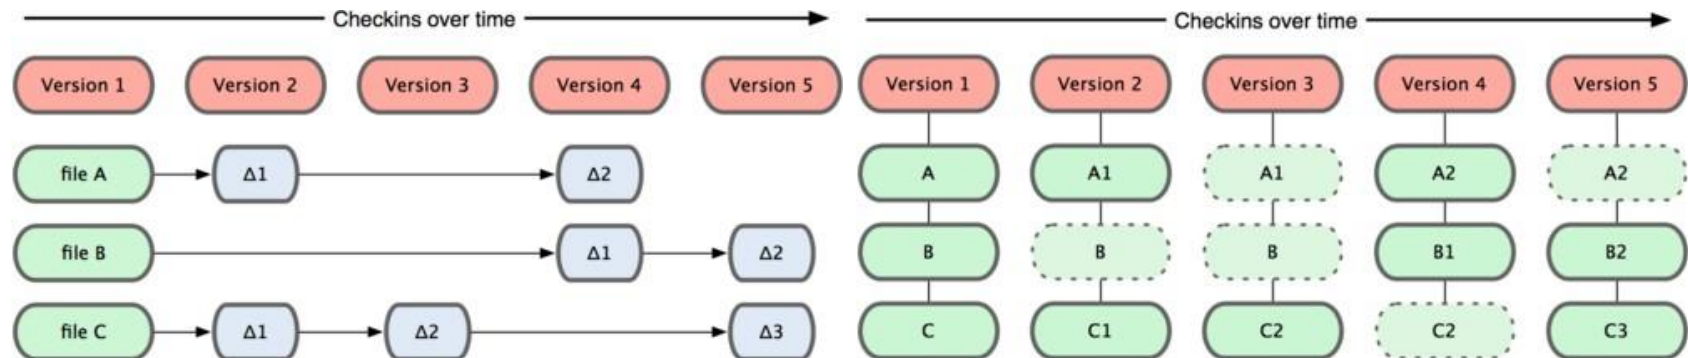 Checkins over time
Version 1 Version 2 Version 3 Version 4 Version 5
file A Δ1 Δ2
file B Δ1 Δ2
file C Δ1 Δ2 Δ3
Checkins over time
Version 1 Version 2 Version 3 Version 4 Version 5
A A1 A1 A2 A2
B B B B1 B2
C C1 C2 C2 C3